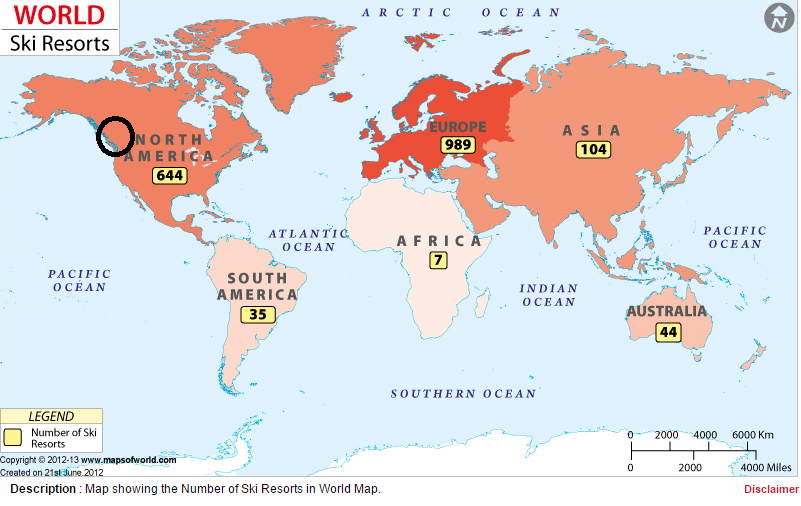 WORLD
Ski Resorts
ARCTIC OCEAN
N
NORTH
AMERICA
644
EUROPE
989
ASIA
104
ATLANTIC
OCEAN
AFRICA
7
PACIFIC
OCEAN
PACIFIC
OCEAN
SOUTH
AMERICA
35
INDIAN
OCEAN
AUSTRALIA
44
SOUTHERN OCEAN
LEGEND
Number of Ski
Resorts
0 2000 4000 6000 Km
0 2000 4000 Miles
Copyright © 2012-13 www.mapsofworld.com
Created on 21st June,2012
Description : Map showing the Number of Ski Resorts in World Map.
Disclaimer